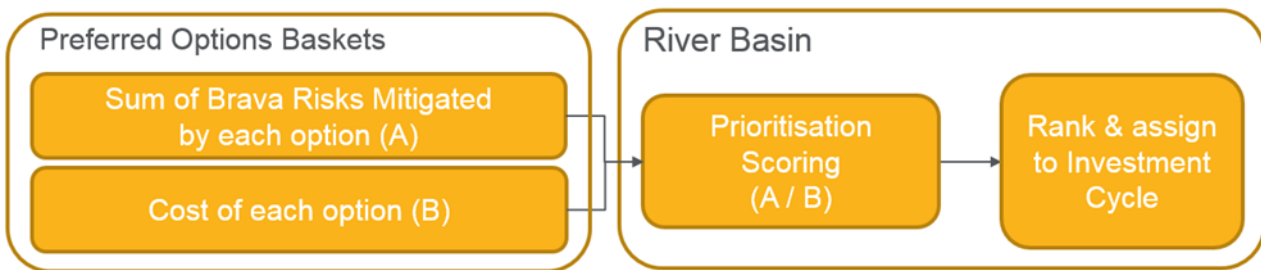 Preferred Options Baskets
Sum of Brava Risks Mitigated
by each option (A)
Cost of each option (B)
River Basin
Prioritisation
Scoring
(A / B)
Rank & assign
to Investment
Cycle